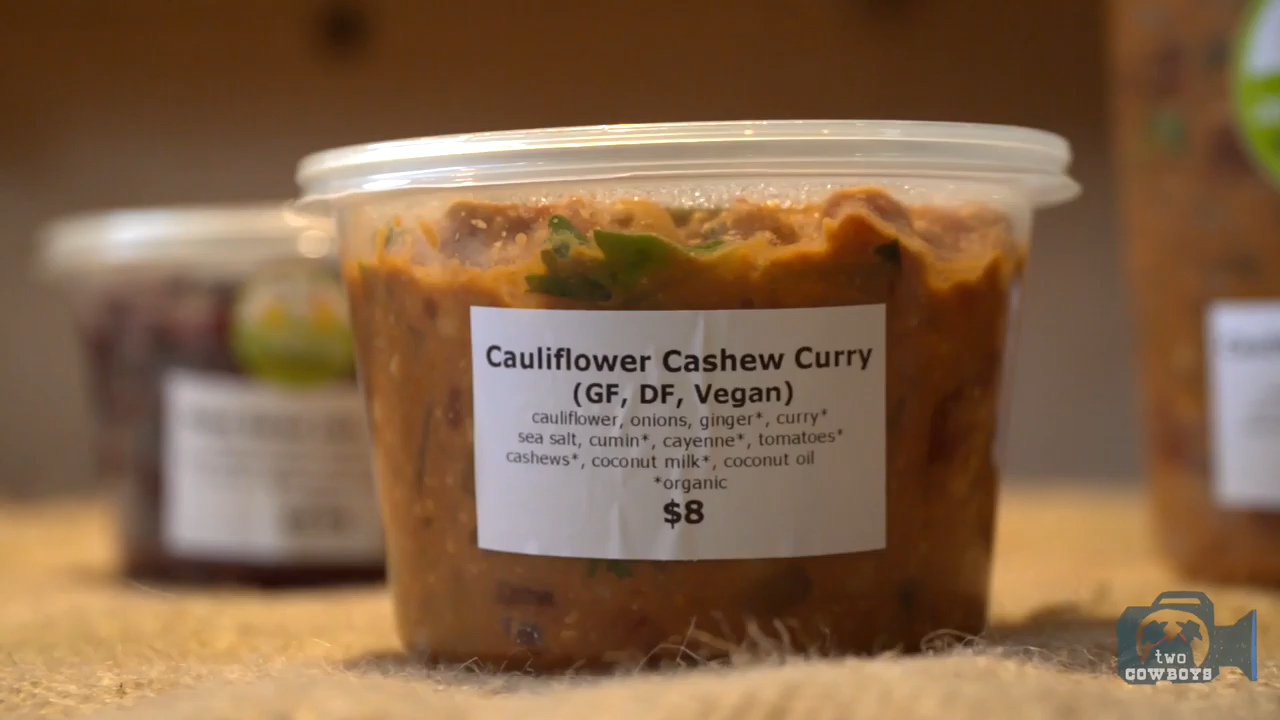 Cauliflower Cashew Curry
(GF, DF, Vegan)
cauliflower, onions, ginger*, curry*
sea salt, cumin*, cayenne*, tomatoes*
cashews*, coconut milk*, coconut oil
*organic
$8
two
COWBOYS